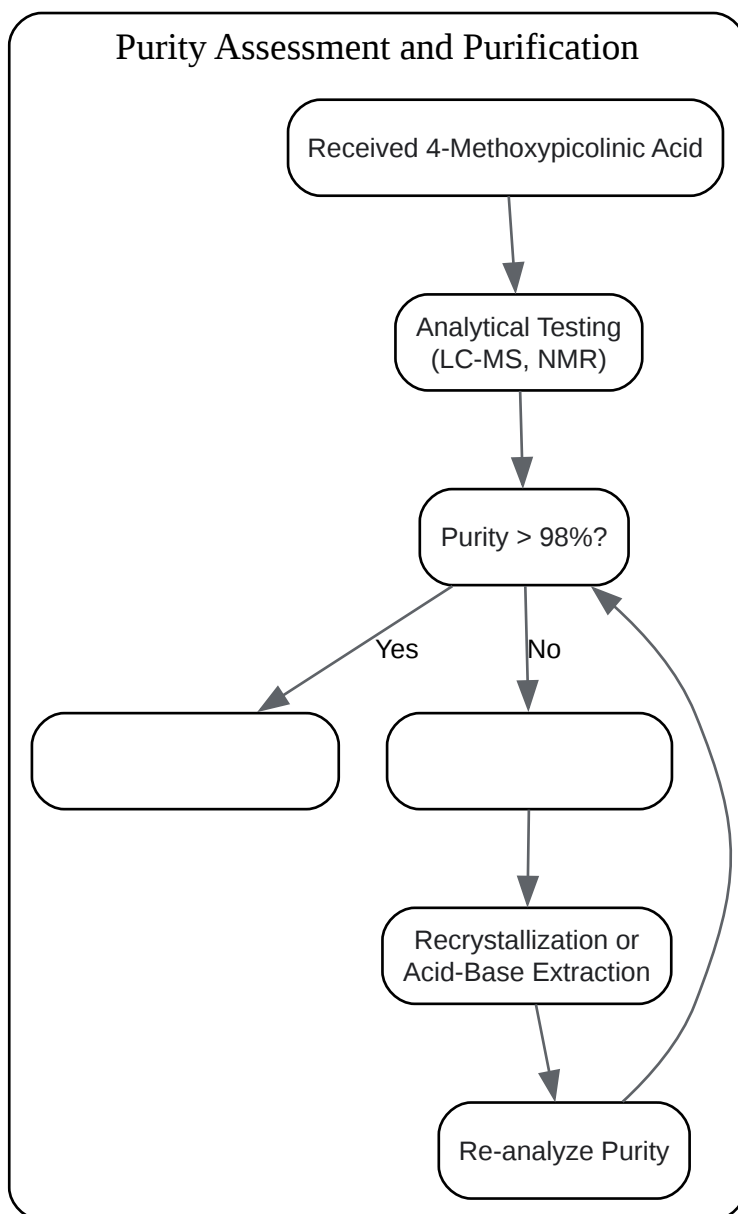 Purity Assessment and Purification
Received 4-Methoxypicolinic Acid
Analytical Testing
(LC-MS, NMR)
Purity > 98%?
Yes
No
Recrystallization or
Acid-Base Extraction
Re-analyze Purity